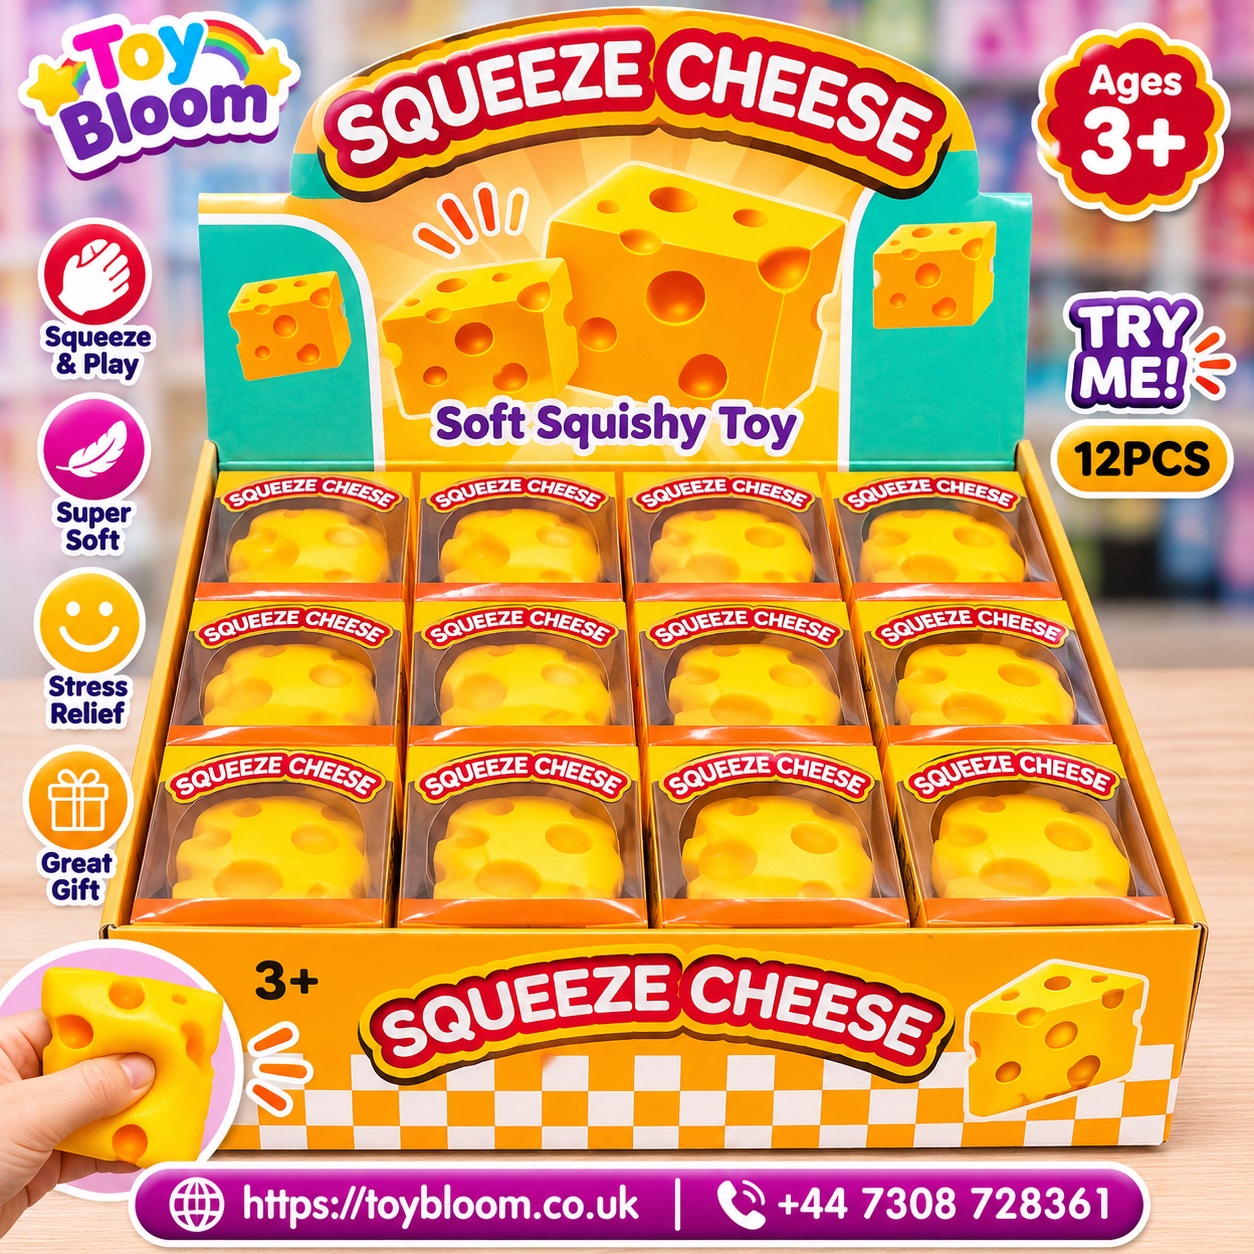 Toy
Bloom
SQUEEZE CHEESE
Ages
3+
Squeeze
& Play
TRY
ME!
Soft Squishy Toy
12PCS
Super
Soft
SQUEEZE CHEESE
SQUEEZE CHEESE
SQUEEZE CHEESE
SQUEEZE CHEESE
SQUEEZE CHEESE
SQUEEZE CHEESE
SQUEEZE CHEESE
SQUEEZE CHEESE
Stress
Relief
SQUEEZE CHEESE
SQUEEZE CHEESE
SQUEEZE CHEESE
SQUEEZE CHEESE
Great
Gift
3+
SQUEEZE CHEESE
https://toybloom.co.uk
+44 7308 728361